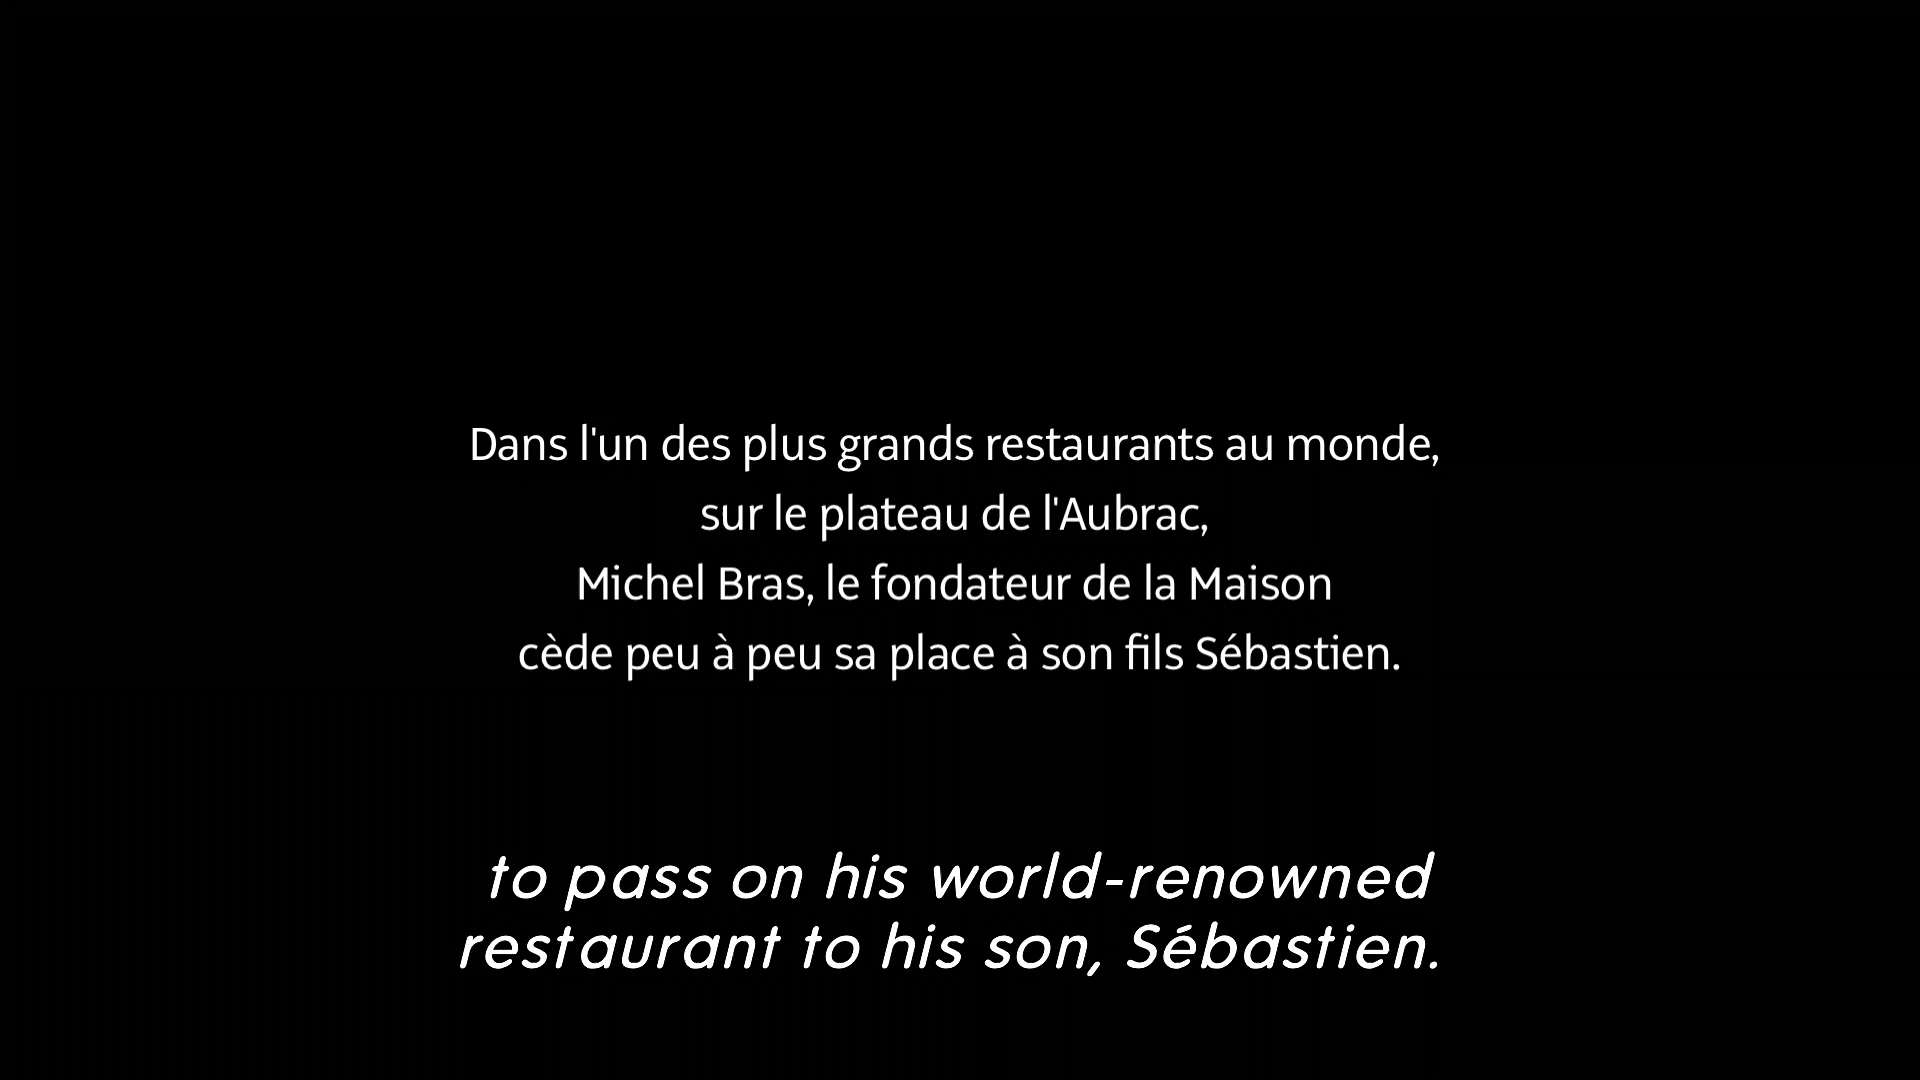 Dans l'un des plus grands restaurants au monde,
sur le plateau de l'Aubrac,
Michel Bras, le fondateur de la Maison
cède peu à peu sa place à son fils Sébastien.
to pass on his world-renowned
restaurant to his son, Sébastien.